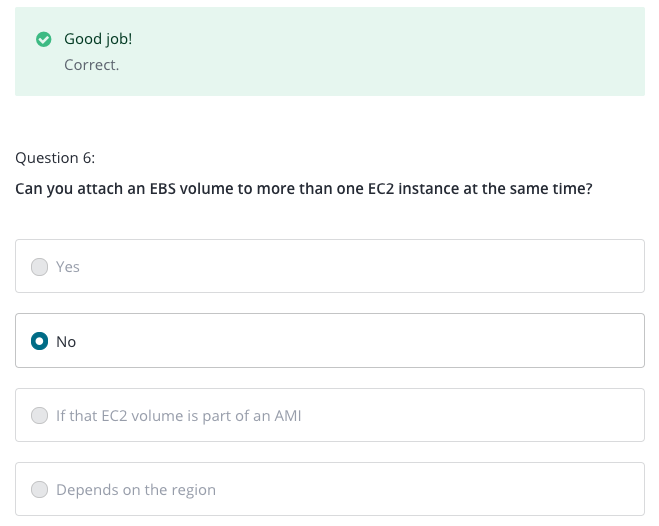 Good job!
Correct.
Question 6:
Can you attach an EBS volume to more than one EC2 instance at the same time?
Yes
No
If that EC2 volume is part of an AMI
Depends on the region